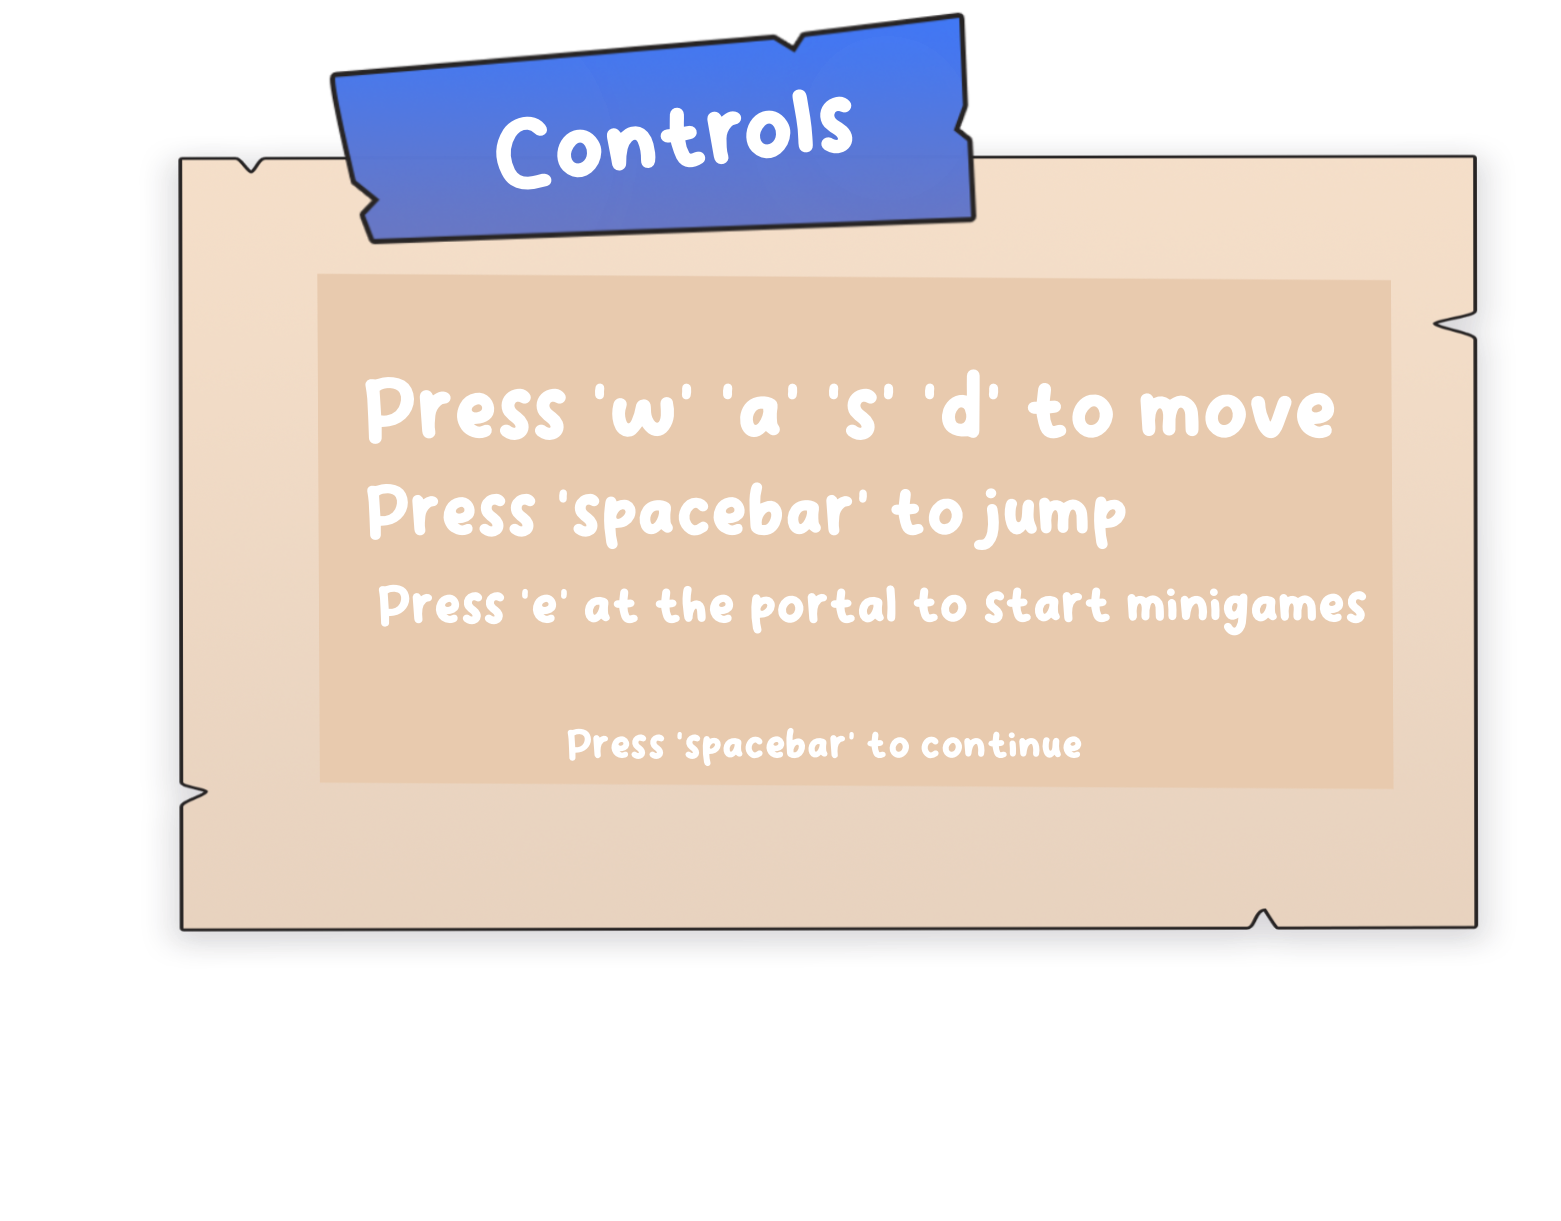 Controls
Press 'w' 'a' 's' 'd' to move
Press 'spacebar' to jump
Press 'e' at the portal to start minigames
Press 'spacebar' to continue